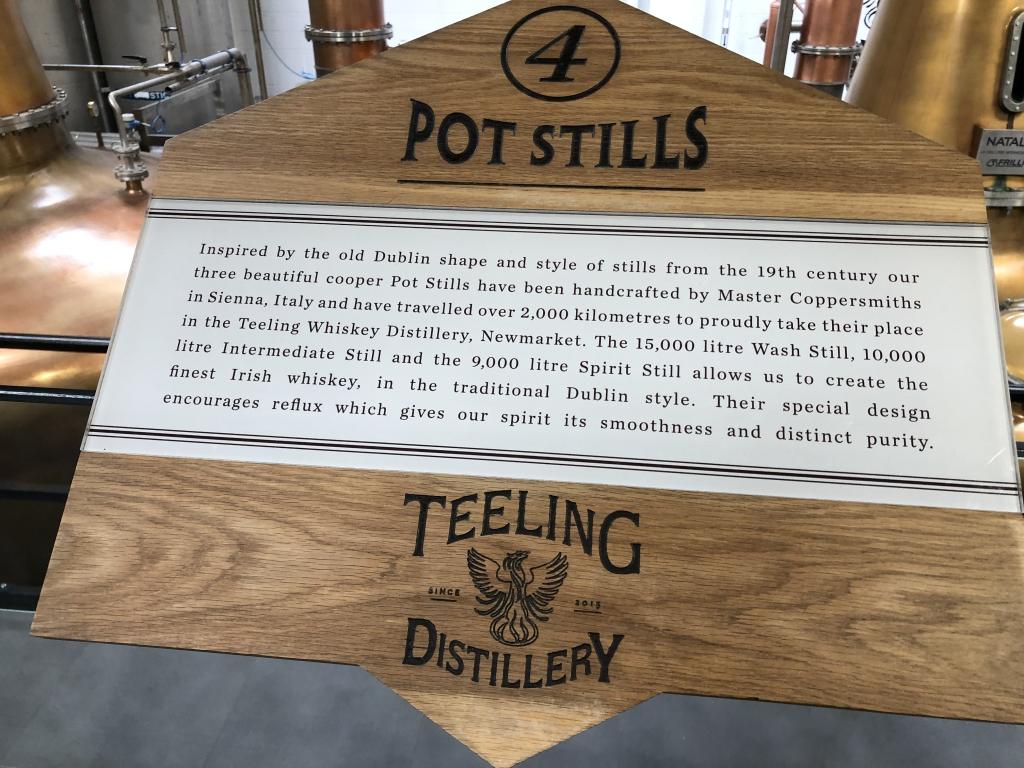 4
POT STILLS
Inspired by the old Dublin shape and style of stills from the 19th century our
three beautiful cooper Pot Stills have been handcrafted by Master Coppersmiths
in Sienna, Italy and have travelled over 2,000 kilometres to proudly take their place
in the Teeling Whiskey Distillery, Newmarket. The 15,000 litre Wash Still, 10,000
litre Intermediate Still and the 9,000 litre Spirit Still allows us to create the
finest Irish whiskey, in the traditional Dublin style. Their special design
encourages reflux which gives our spirit its smoothness and distinct purity.
TEELING
SINCE 2015
DISTILLERY
NATAL
FRILLI